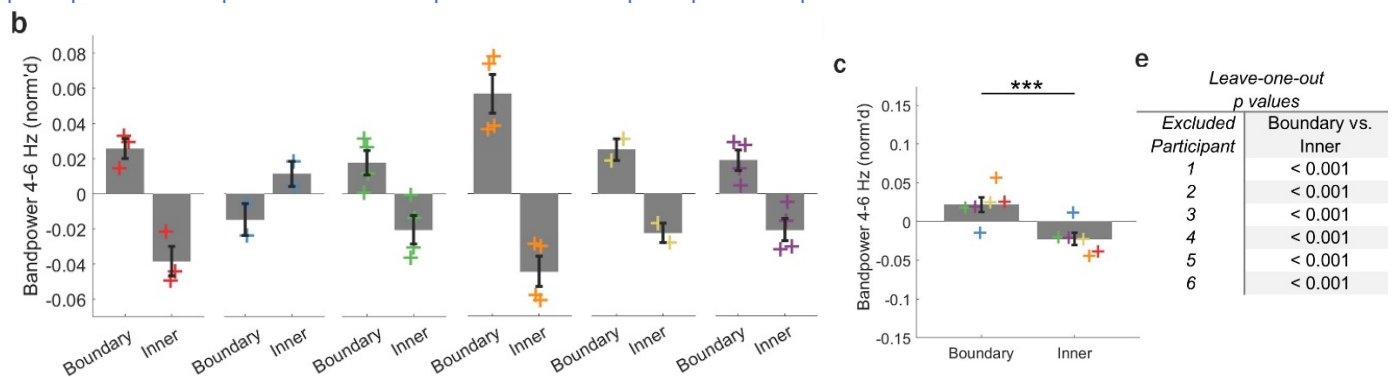 b
Bandpower 4-6 Hz (norm'd)
0.08
0.06
0.04
0.02
0
-0.02
-0.04
-0.06
Boundary Inner Boundary Inner Boundary Inner Boundary Inner Boundary Inner Boundary Inner
c
Bandpower 4-6 Hz (norm'd)
***
0.15
0.1
0.05
0
-0.05
-0.1
-0.15
Boundary Inner
e
Leave-one-out
p values
Excluded Boundary vs.
Participant Inner
1 < 0.001
2 < 0.001
3 < 0.001
4 < 0.001
5 < 0.001
6 < 0.001